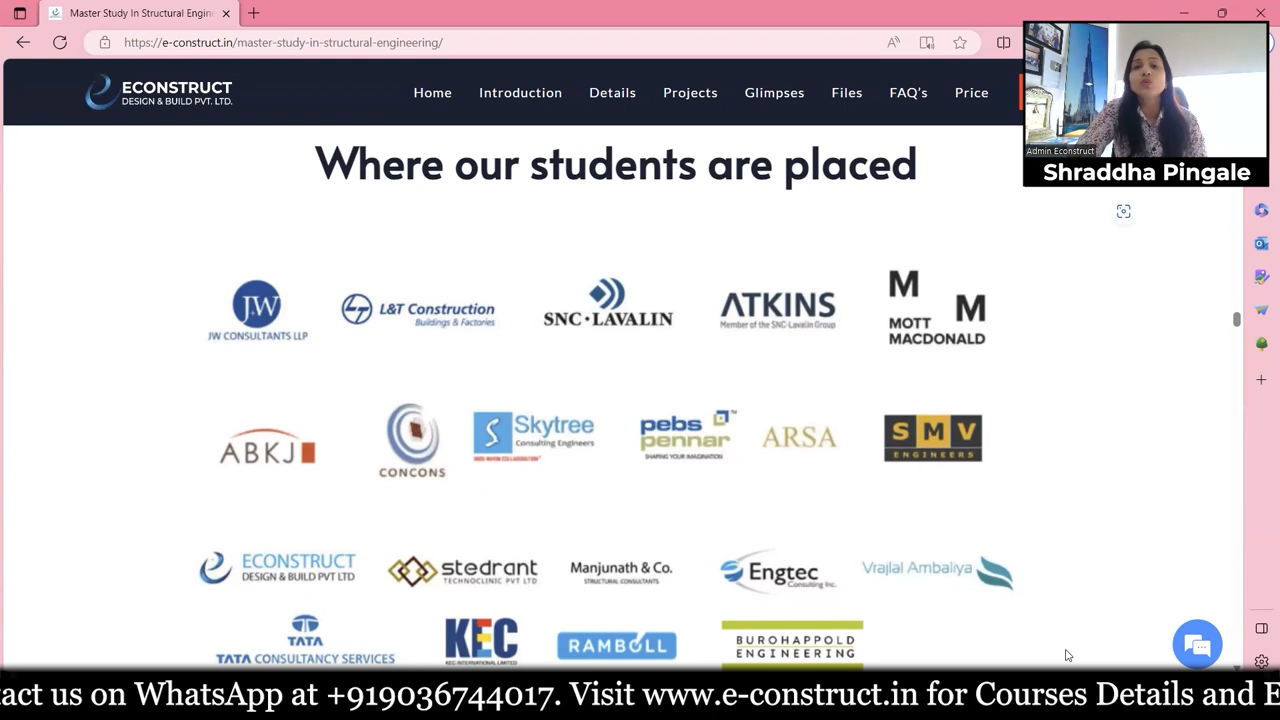 Master Study In Structural Engin
https://e-construct.in/master-study-in-structural-engineering/
ECONSTRUCT
DESIGN & BUILD PVT. LTD.
Home Introduction Details Projects Glimpses Files FAQ's Price
Admin Econstruct
Shraddha Pingale
Where our students are placed
JW
JW CONSULTANTS LLP
L&T Construction
Buildings & Factories
SNC·LAVALIN
ATKINS
Member of the SNC-Lavalin Group
M M
MOTT
MACDONALD
ABKJ
CONCONS
Skytree
Consulting Engineers
pebs
pennar
SHAPING YOUR IMAGINATION
ARSA
SMV
ENGINEERS
ECONSTRUCT
DESIGN & BUILD PVT LTD
stedrant
TECHNOCLINIC PVT LTD
Manjunath & Co.
STRUCTURAL CONSULTANTS
Engtec
Consulting Inc.
Vrajlal Ambaliya
TATA
TATA CONSULTANCY SERVICES
KEC
KEC INTERNATIONAL LIMITED
RAMBOLL
BUROHAPPOLD
ENGINEERING
tact us on WhatsApp at +919036744017. Visit www.e-construct.in for Courses Details and E